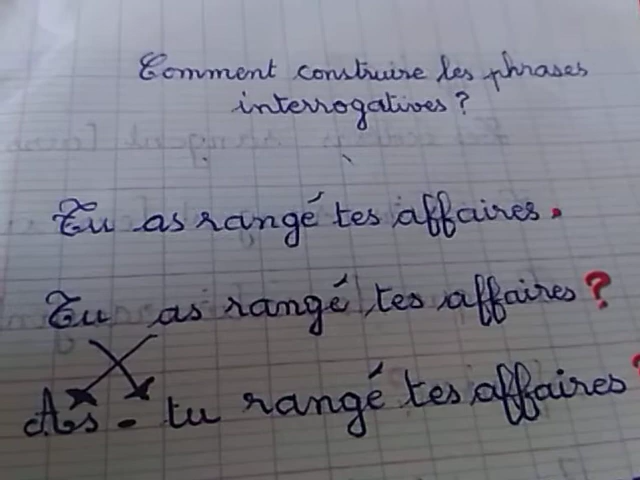 Comment construire les phrases
interrogatives ?
Tu as rangé tes affaires.
Tu as rangé tes affaires ?
As-tu rangé tes affaires ?